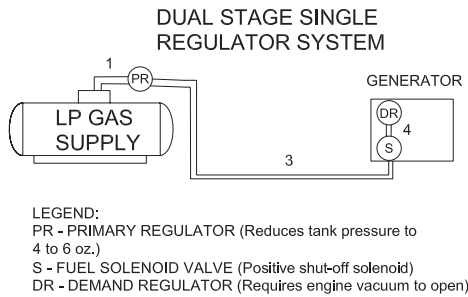 DUAL STAGE SINGLE
REGULATOR SYSTEM
1
PR
GENERATOR
LP GAS
SUPPLY
DR
4
S
3
LEGEND:
PR - PRIMARY REGULATOR (Reduces tank pressure to
4 to 6 oz.)
S - FUEL SOLENOID VALVE (Positive shut-off solenoid)
DR - DEMAND REGULATOR (Requires engine vacuum to open)